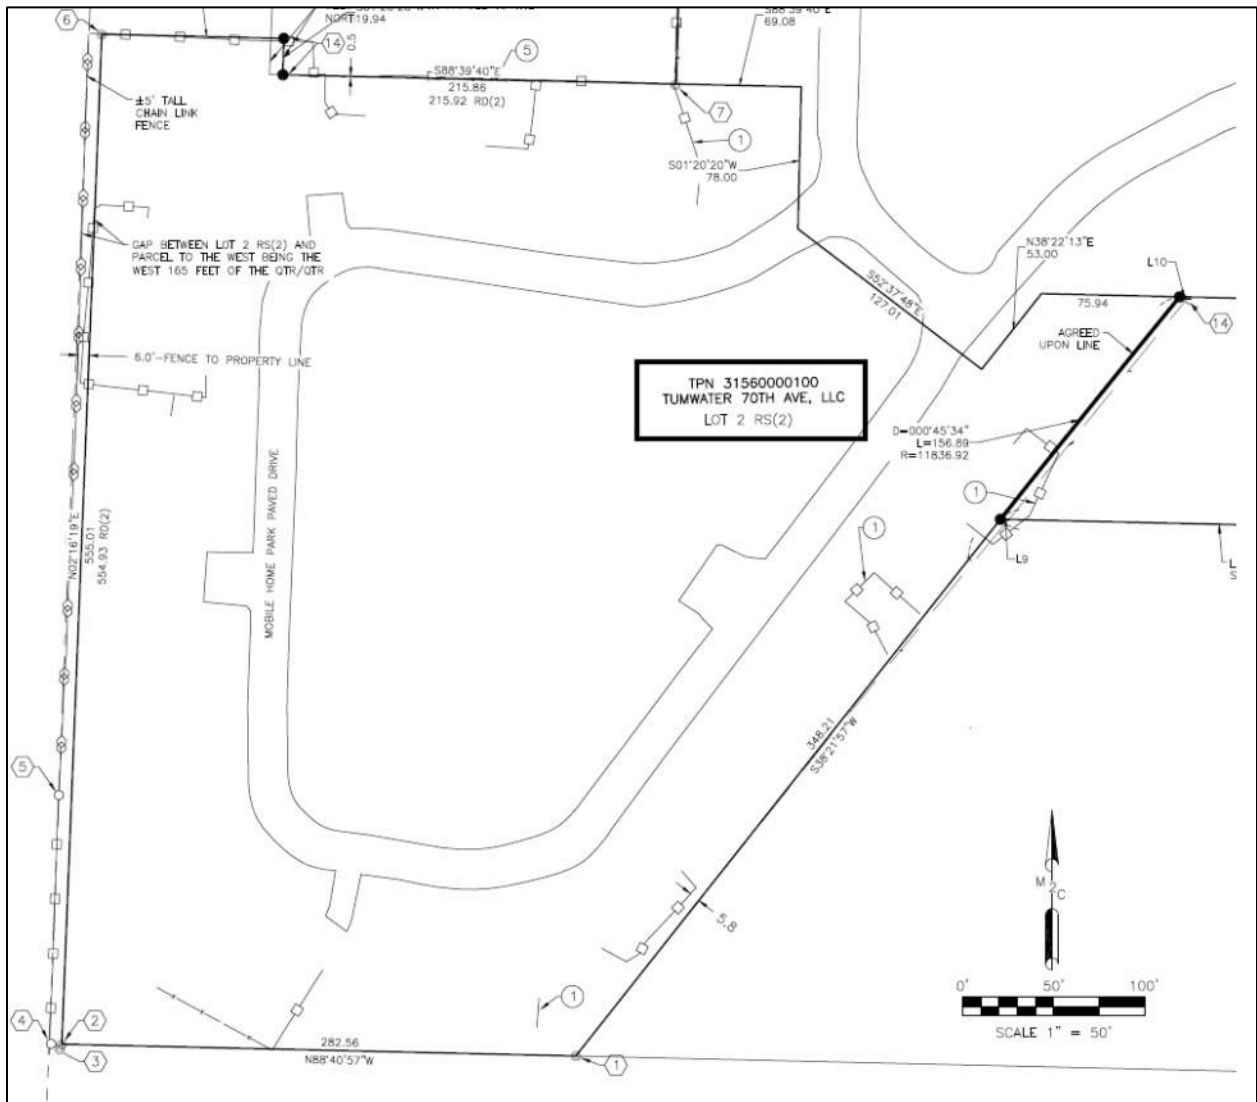 6
NORT
19.94
14
0.5
5
S88°39'40"E
215.86
215.92 RD(2)
S88°39'40"E
69.08
7
1
S01°20'20"W
78.00
±5' TALL
CHAIN LINK
FENCE
GAP BETWEEN LOT 2 RS(2) AND
PARCEL TO THE WEST BEING THE
WEST 165 FEET OF THE QTR/QTR
6.0'-FENCE TO PROPERTY LINE
N38°22'13"E
53.00
S52°37'48"E
127.01
L10
75.94
14
AGREED
UPON LINE
TPN 31560000100
TUMWATER 70TH AVE, LLC
LOT 2 RS(2)
D=000°45'34"
L=156.89
R=11836.92
1
1
L9
L
S
N02°16'19"E
555.01
554.93 RD(2)
MOBILE HOME PARK PAVED DRIVE
348.21
S38°21'57"W
5
5.8
M2C
0'
50'
100'
SCALE 1" = 50'
4
2
3
282.56
N88°40'57"W
1
1